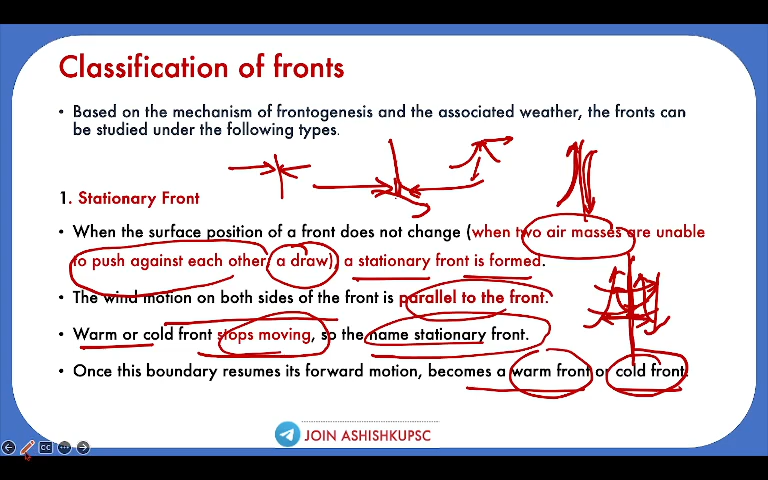 Classification of fronts
• Based on the mechanism of frontogenesis and the associated weather, the fronts can
be studied under the following types.
1. Stationary Front
• When the surface position of a front does not change (when two air masses are unable
to push against each other; a draw), a stationary front is formed.
• The wind motion on both sides of the front is parallel to the front.
• Warm or cold front stops moving, so the name stationary front.
• Once this boundary resumes its forward motion, becomes a warm front or cold front.
CC
JOIN ASHISHKUPSC